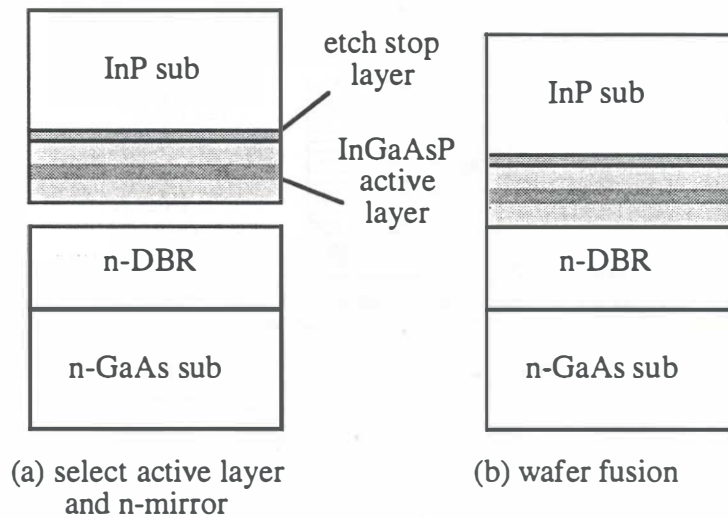 InP sub
etch stop
layer
InGaAsP
active
layer
n-DBR
n-GaAs sub
(a) select active layer
and n-mirror
InP sub
n-DBR
n-GaAs sub
(b) wafer fusion